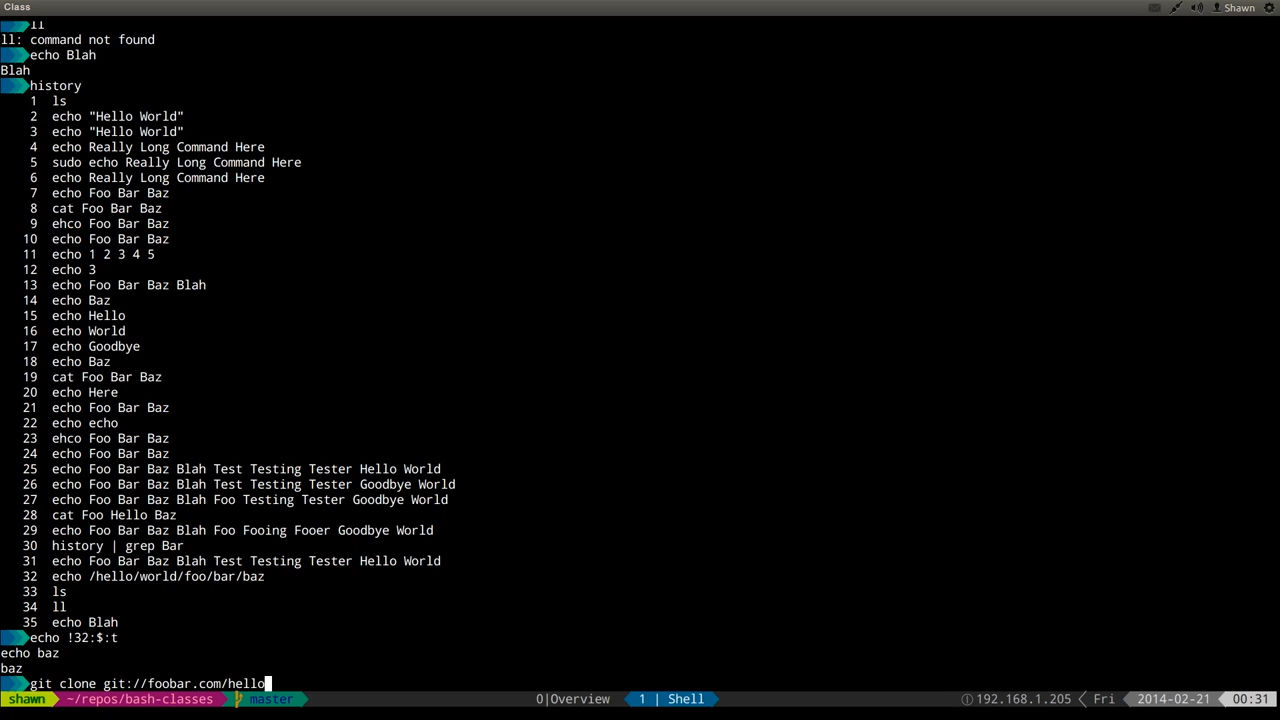 Class
Shawn
ll
ll: command not found
echo Blah
Blah
history
1 ls
2 echo "Hello World"
3 echo "Hello World"
4 echo Really Long Command Here
5 sudo echo Really Long Command Here
6 echo Really Long Command Here
7 echo Foo Bar Baz
8 cat Foo Bar Baz
9 ehco Foo Bar Baz
10 echo Foo Bar Baz
11 echo 1 2 3 4 5
12 echo 3
13 echo Foo Bar Baz Blah
14 echo Baz
15 echo Hello
16 echo World
17 echo Goodbye
18 echo Baz
19 cat Foo Bar Baz
20 echo Here
21 echo Foo Bar Baz
22 echo echo
23 ehco Foo Bar Baz
24 echo Foo Bar Baz
25 echo Foo Bar Baz Blah Test Testing Tester Hello World
26 echo Foo Bar Baz Blah Test Testing Tester Goodbye World
27 echo Foo Bar Baz Blah Foo Testing Tester Goodbye World
28 cat Foo Hello Baz
29 echo Foo Bar Baz Blah Foo Fooing Fooer Goodbye World
30 history | grep Bar
31 echo Foo Bar Baz Blah Test Testing Tester Hello World
32 echo /hello/world/foo/bar/baz
33 ls
34 ll
35 echo Blah
echo !32:$:t
echo baz
baz
git clone git://foobar.com/hello
shawn ~/repos/bash-classes master 0|Overview 1 | Shell 192.168.1.205 Fri 2014-02-21 00:31